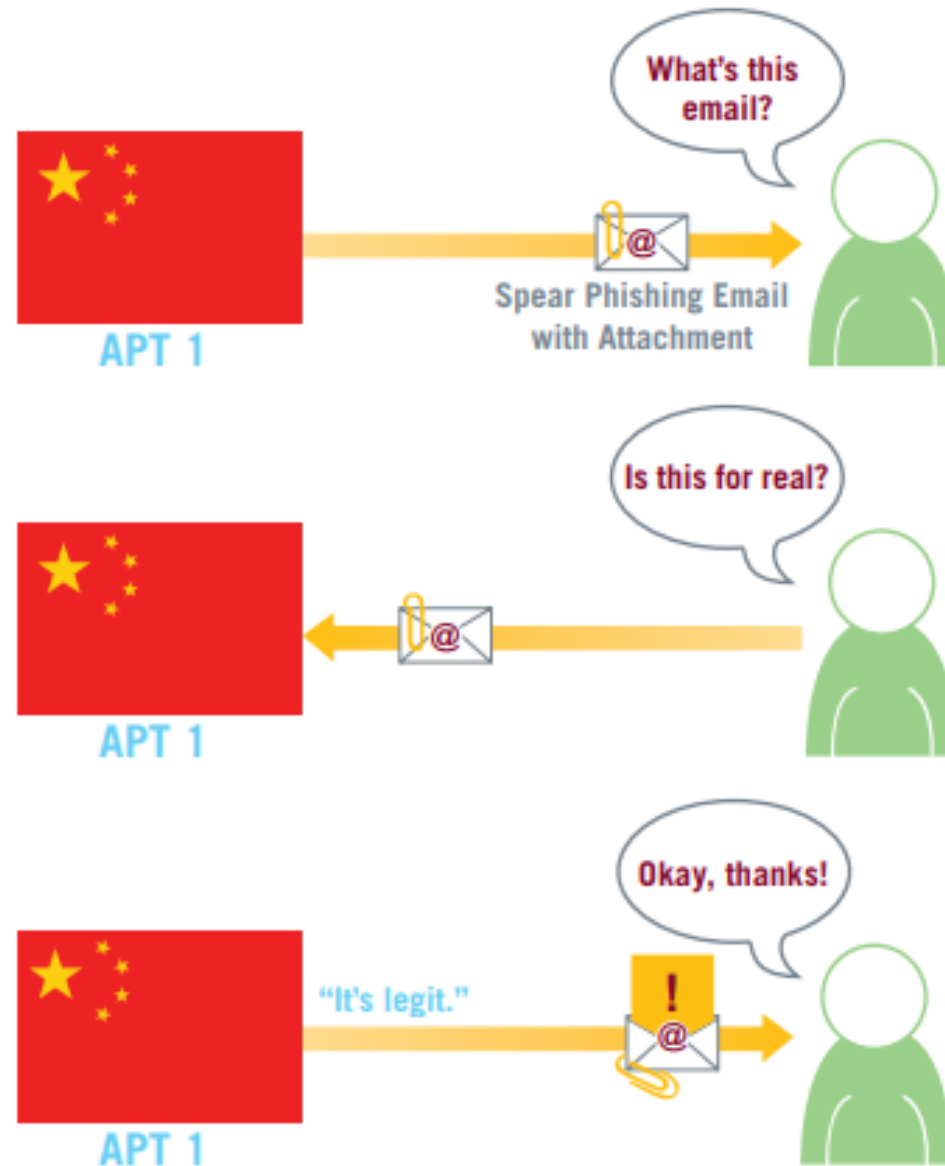 What's this
email?
@
Spear Phishing Email
with Attachment
APT 1
Is this for real?
@
APT 1
Okay, thanks!
"It's legit."
!
@
APT 1